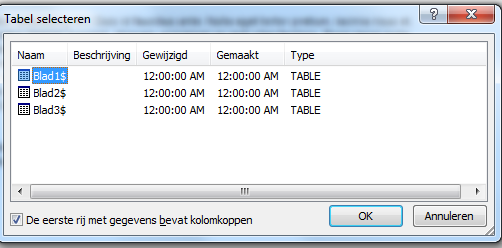 Tabel selecteren
Naam Beschrijving Gewijzigd Gemaakt Type
Blad1$ 12:00:00 AM 12:00:00 AM TABLE
Blad2$ 12:00:00 AM 12:00:00 AM TABLE
Blad3$ 12:00:00 AM 12:00:00 AM TABLE
De eerste rij met gegevens bevat kolomkoppen OK Annuleren